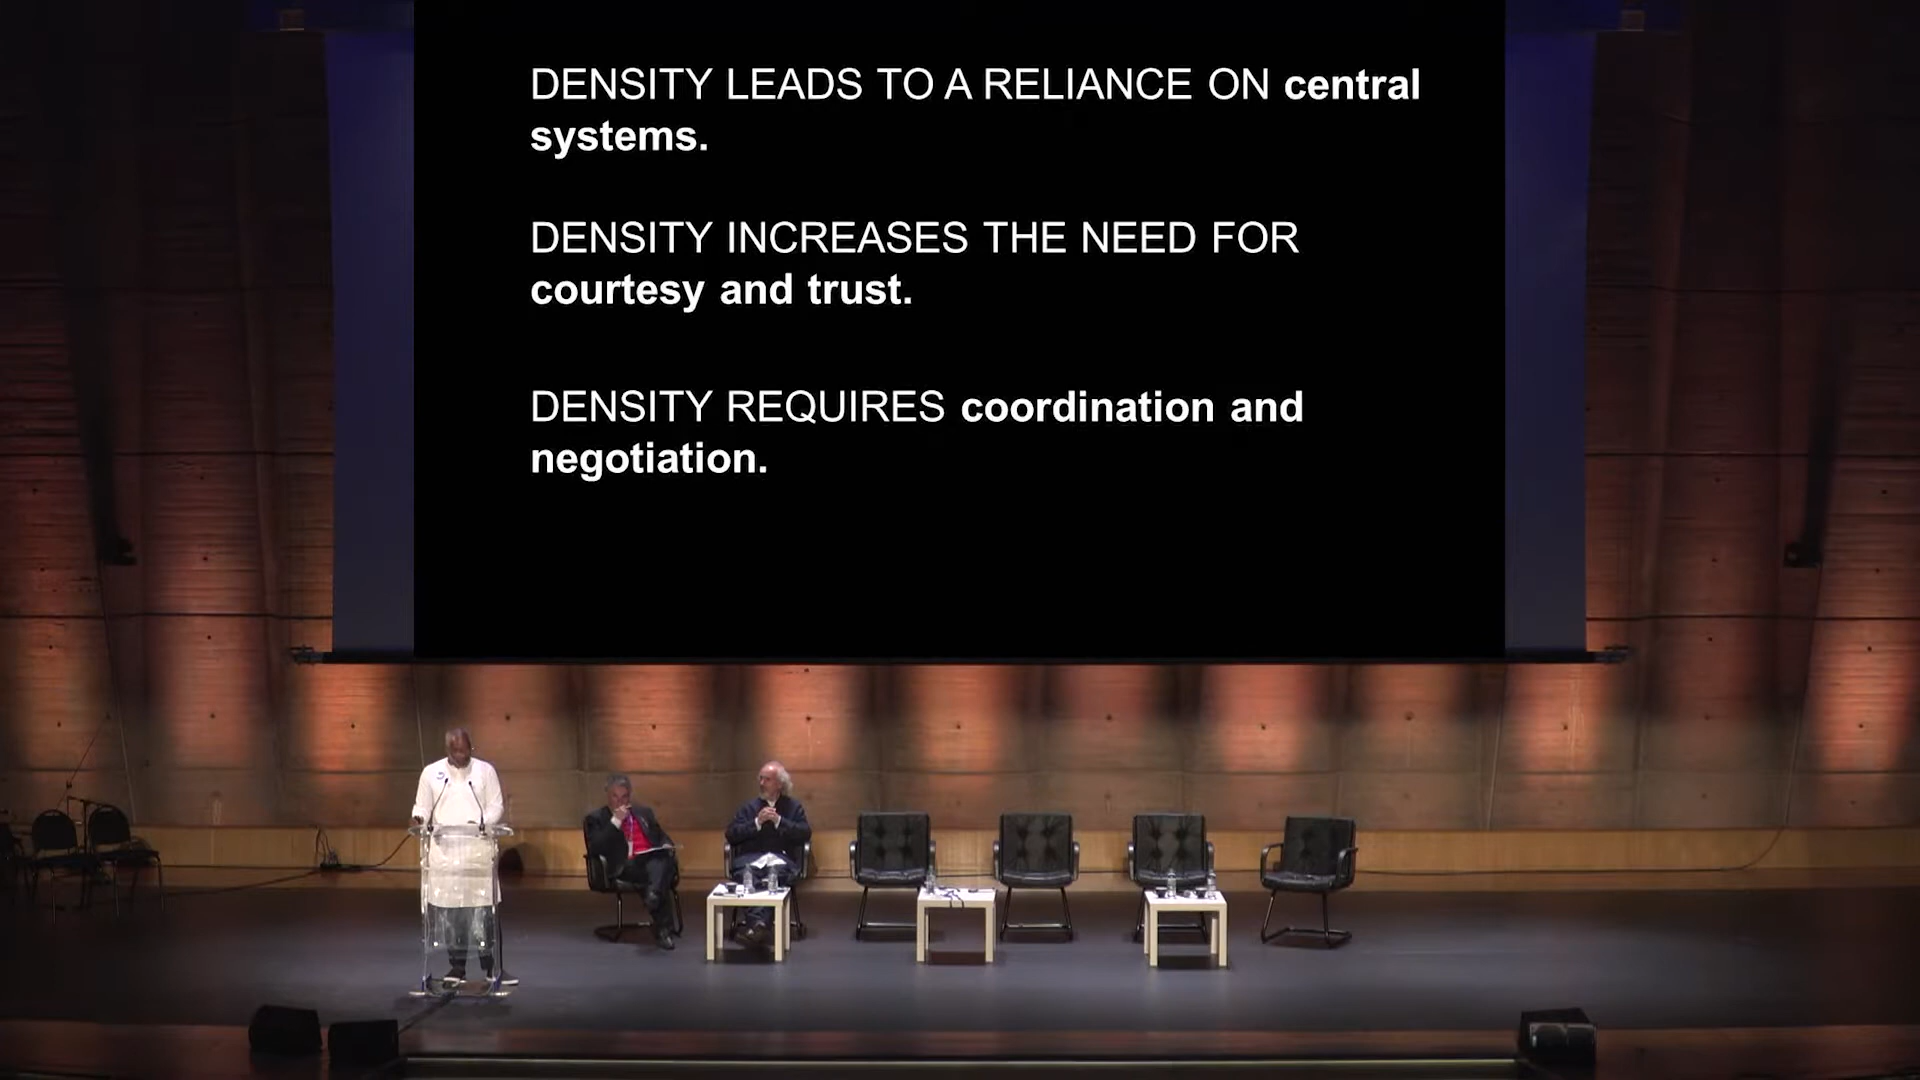 DENSITY LEADS TO A RELIANCE ON central
systems.
DENSITY INCREASES THE NEED FOR
courtesy and trust.
DENSITY REQUIRES coordination and
negotiation.